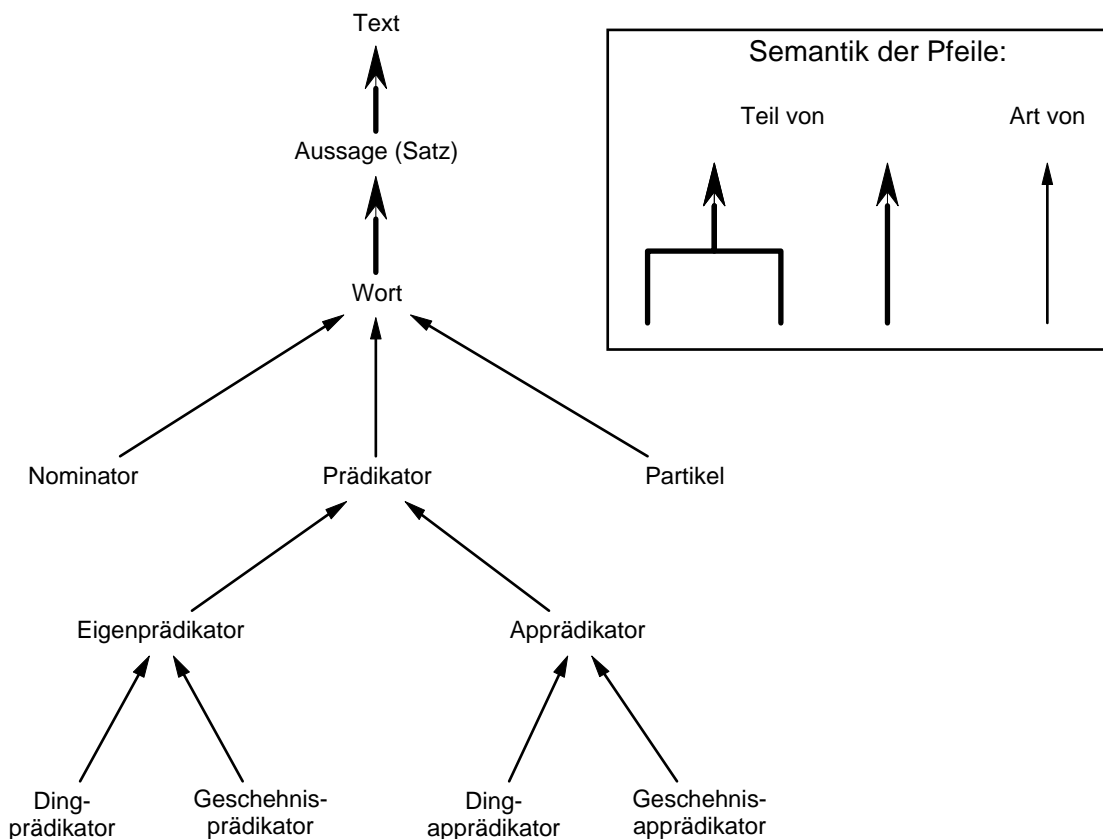 Text
Semantik der Pfeile:
Teil von
Art von
Aussage (Satz)
Wort
Nominator
Prädikator
Partikel
Eigenprädikator
Apprädikator
Ding-
prädikator
Geschehnis-
prädikator
Ding-
apprädikator
Geschehnis-
apprädikator